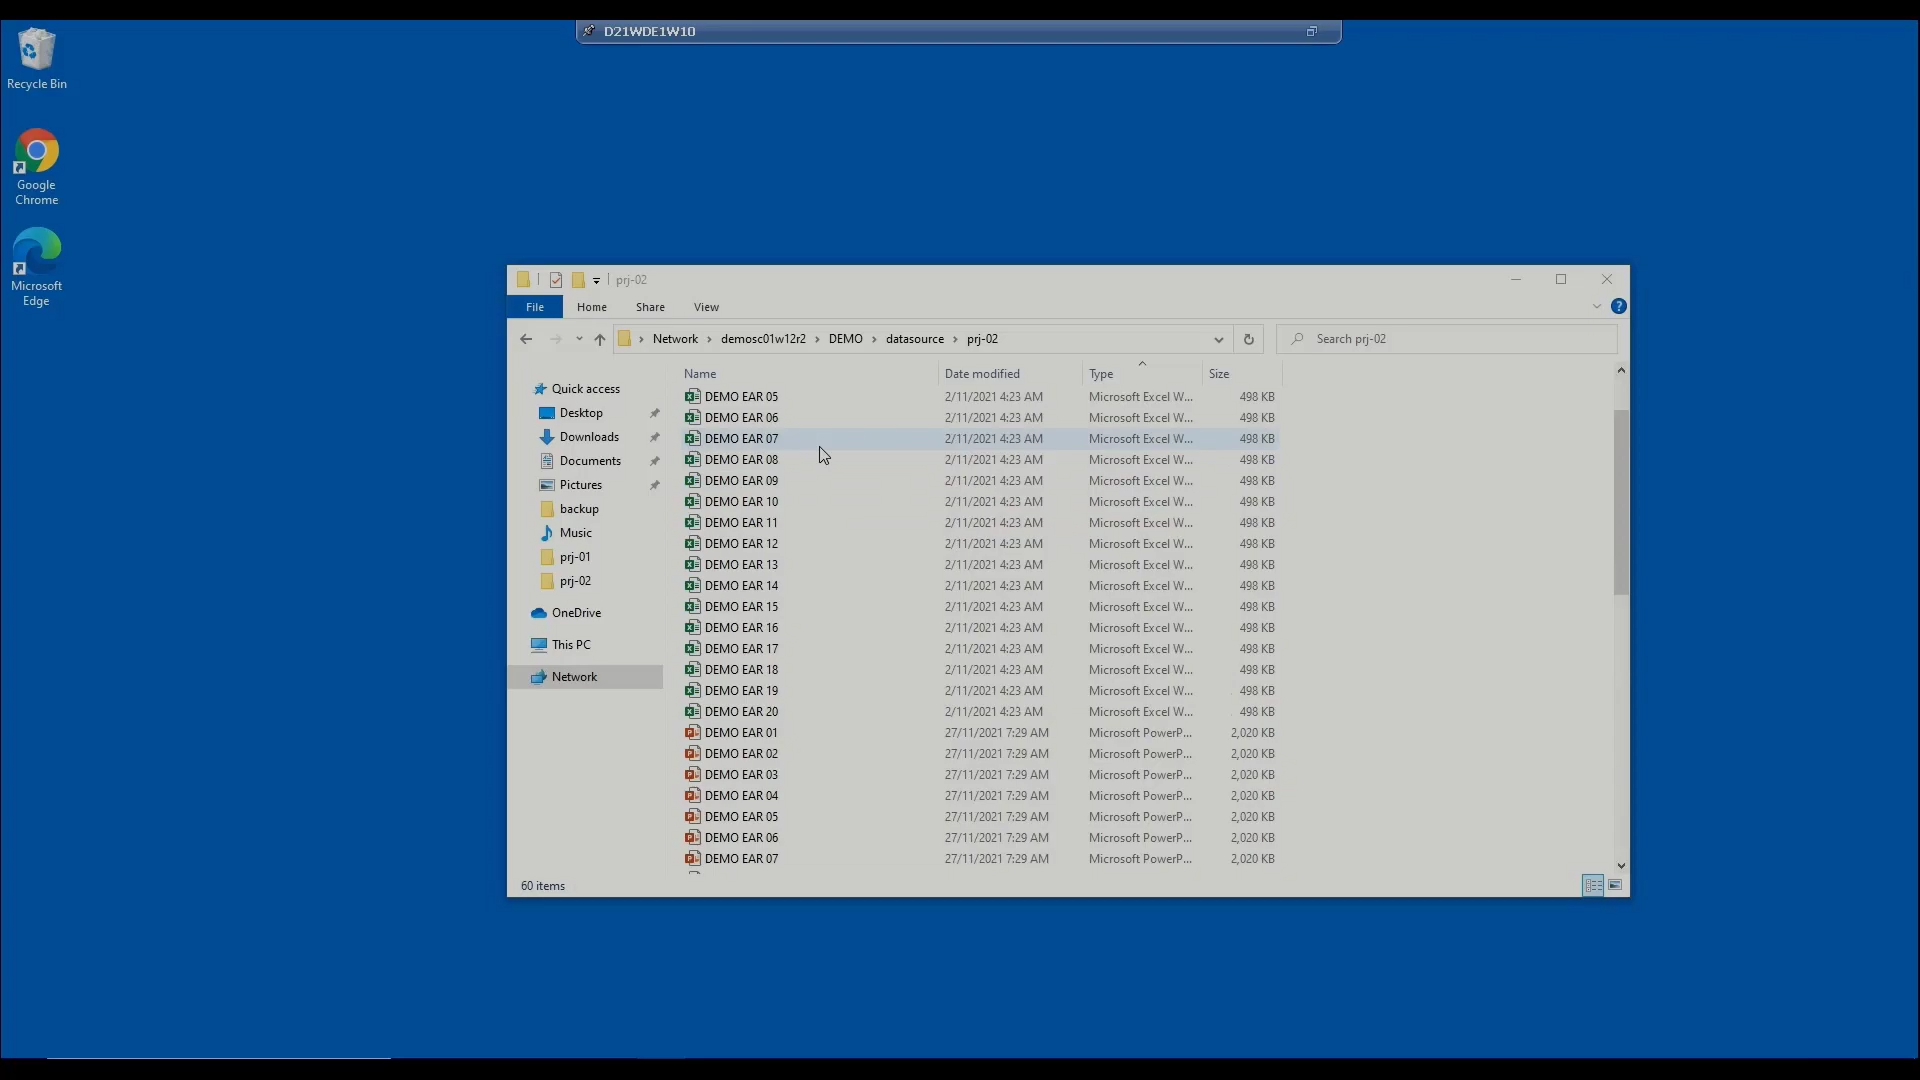 D21WDE1W10
Recycle Bin
Google
Chrome
Microsoft
Edge
prj-02
File Home Share View
Network demosc01w12r2 DEMO datasource prj-02
Search prj-02
Quick access
Desktop
Downloads
Documents
Pictures
backup
Music
prj-01
prj-02
OneDrive
This PC
Network
Name Date modified Type Size
DEMO EAR 05 2/11/2021 4:23 AM Microsoft Excel W... 498 KB
DEMO EAR 06 2/11/2021 4:23 AM Microsoft Excel W... 498 KB
DEMO EAR 07 2/11/2021 4:23 AM Microsoft Excel W... 498 KB
DEMO EAR 08 2/11/2021 4:23 AM Microsoft Excel W... 498 KB
DEMO EAR 09 2/11/2021 4:23 AM Microsoft Excel W... 498 KB
DEMO EAR 10 2/11/2021 4:23 AM Microsoft Excel W... 498 KB
DEMO EAR 11 2/11/2021 4:23 AM Microsoft Excel W... 498 KB
DEMO EAR 12 2/11/2021 4:23 AM Microsoft Excel W... 498 KB
DEMO EAR 13 2/11/2021 4:23 AM Microsoft Excel W... 498 KB
DEMO EAR 14 2/11/2021 4:23 AM Microsoft Excel W... 498 KB
DEMO EAR 15 2/11/2021 4:23 AM Microsoft Excel W... 498 KB
DEMO EAR 16 2/11/2021 4:23 AM Microsoft Excel W... 498 KB
DEMO EAR 17 2/11/2021 4:23 AM Microsoft Excel W... 498 KB
DEMO EAR 18 2/11/2021 4:23 AM Microsoft Excel W... 498 KB
DEMO EAR 19 2/11/2021 4:23 AM Microsoft Excel W... 498 KB
DEMO EAR 20 2/11/2021 4:23 AM Microsoft Excel W... 498 KB
DEMO EAR 01 27/11/2021 7:29 AM Microsoft PowerP... 2,020 KB
DEMO EAR 02 27/11/2021 7:29 AM Microsoft PowerP... 2,020 KB
DEMO EAR 03 27/11/2021 7:29 AM Microsoft PowerP... 2,020 KB
DEMO EAR 04 27/11/2021 7:29 AM Microsoft PowerP... 2,020 KB
DEMO EAR 05 27/11/2021 7:29 AM Microsoft PowerP... 2,020 KB
DEMO EAR 06 27/11/2021 7:29 AM Microsoft PowerP... 2,020 KB
DEMO EAR 07 27/11/2021 7:29 AM Microsoft PowerP... 2,020 KB
60 items